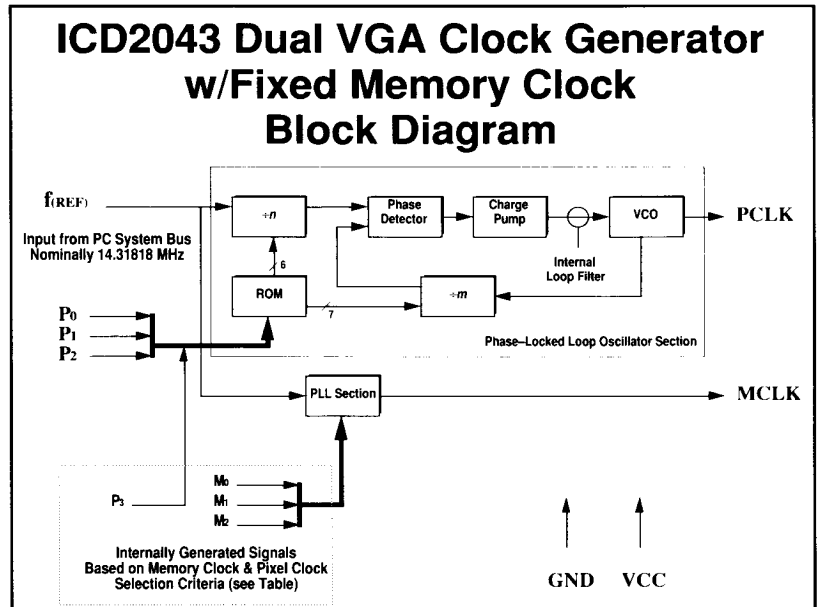 ICD2043 Dual VGA Clock Generator
w/Fixed Memory Clock
Block Diagram
f(REF)
÷n
Phase
Detector
Charge
Pump
VCO
PCLK
Input from PC System Bus
Nominally 14.31818 MHz
Internal
Loop Filter
6
ROM
7
÷m
P0
P1
P2
Phase–Locked Loop Oscillator Section
PLL Section
MCLK
P3
M0
M1
M2
Internally Generated Signals
Based on Memory Clock & Pixel Clock
Selection Criteria (see Table)
GND
VCC